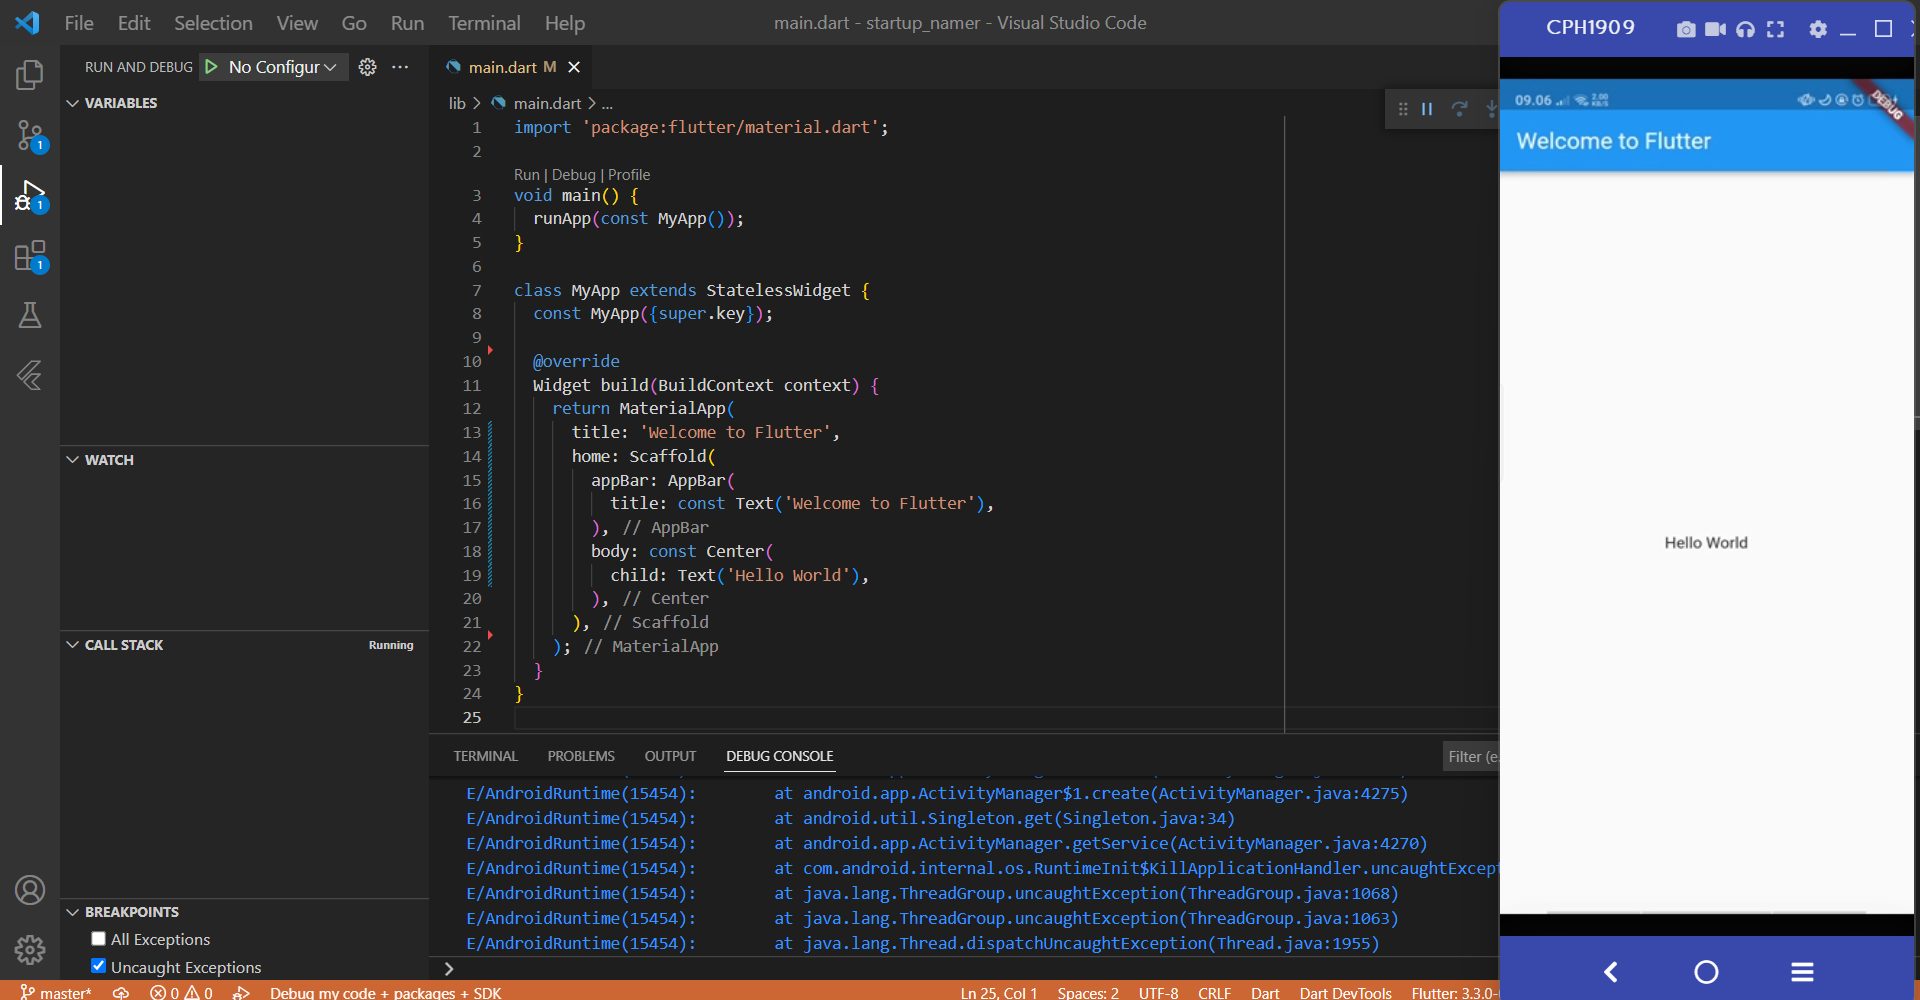 File Edit Selection View Go Run Terminal Help
main.dart - startup_namer - Visual Studio Code
RUN AND DEBUG
No Configur
VARIABLES
WATCH
CALL STACK
Running
BREAKPOINTS
All Exceptions
Uncaught Exceptions
1
1
1
main.dart M
lib > main.dart > ...
1 import 'package:flutter/material.dart';
2
Run | Debug | Profile
3 void main() {
4 runApp(const MyApp());
5 }
6
7 class MyApp extends StatelessWidget {
8 const MyApp({super.key});
9
10 @override
11 Widget build(BuildContext context) {
12 return MaterialApp(
13 title: 'Welcome to Flutter',
14 home: Scaffold(
15 appBar: AppBar(
16 title: const Text('Welcome to Flutter'),
17 ), // AppBar
18 body: const Center(
19 child: Text('Hello World'),
20 ), // Center
21 ), // Scaffold
22 ); // MaterialApp
23 }
24 }
25
TERMINAL PROBLEMS OUTPUT DEBUG CONSOLE
Filter (e.
E/AndroidRuntime(15454): at android.app.ActivityManager$1.create(ActivityManager.java:4275)
E/AndroidRuntime(15454): at android.util.Singleton.get(Singleton.java:34)
E/AndroidRuntime(15454): at android.app.ActivityManager.getService(ActivityManager.java:4270)
E/AndroidRuntime(15454): at com.android.internal.os.RuntimeInit$KillApplicationHandler.uncaughtExcept
E/AndroidRuntime(15454): at java.lang.ThreadGroup.uncaughtException(ThreadGroup.java:1068)
E/AndroidRuntime(15454): at java.lang.ThreadGroup.uncaughtException(ThreadGroup.java:1063)
E/AndroidRuntime(15454): at java.lang.Thread.dispatchUncaughtException(Thread.java:1955)
master* 0 0 Debug my code + packages + SDK
Ln 25, Col 1 Spaces: 2 UTF-8 CRLF Dart Dart DevTools Flutter: 3.3.0-
CPH1909
09.06
2.00
KB/S
DEBUG
Welcome to Flutter
Hello World